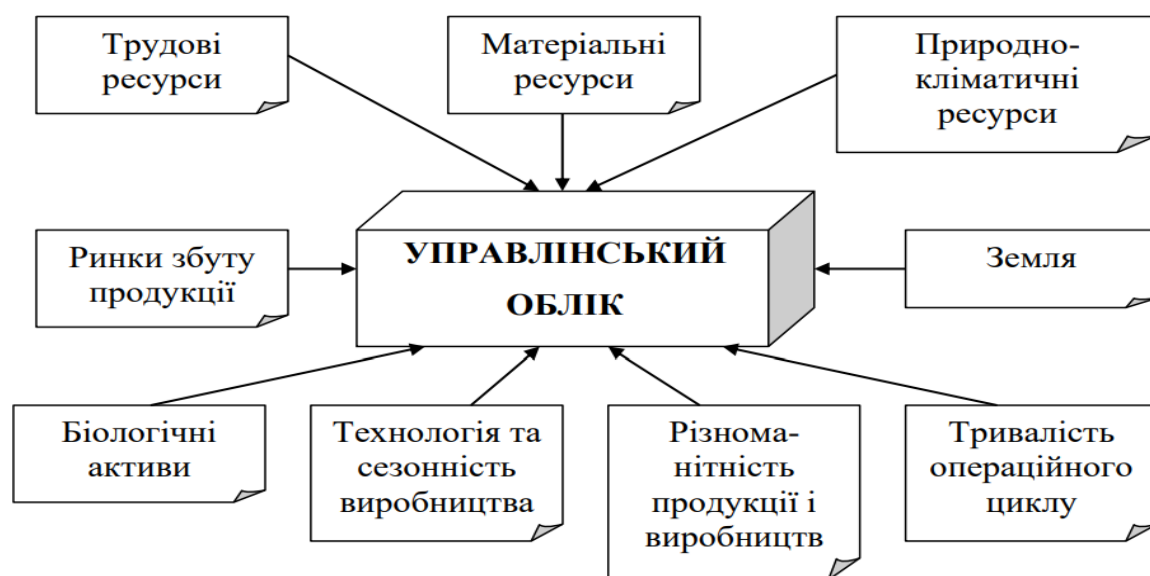 Трудові
ресурси
Матеріальні
ресурси
Природно-
кліматичні
ресурси
Ринки збуту
продукції
УПРАВЛІНСЬКИЙ
ОБЛІК
Земля
Біологічні
активи
Технологія та
сезонність
виробництва
Різнома-
нітність
продукції і
виробництв
Тривалість
операційного
циклу